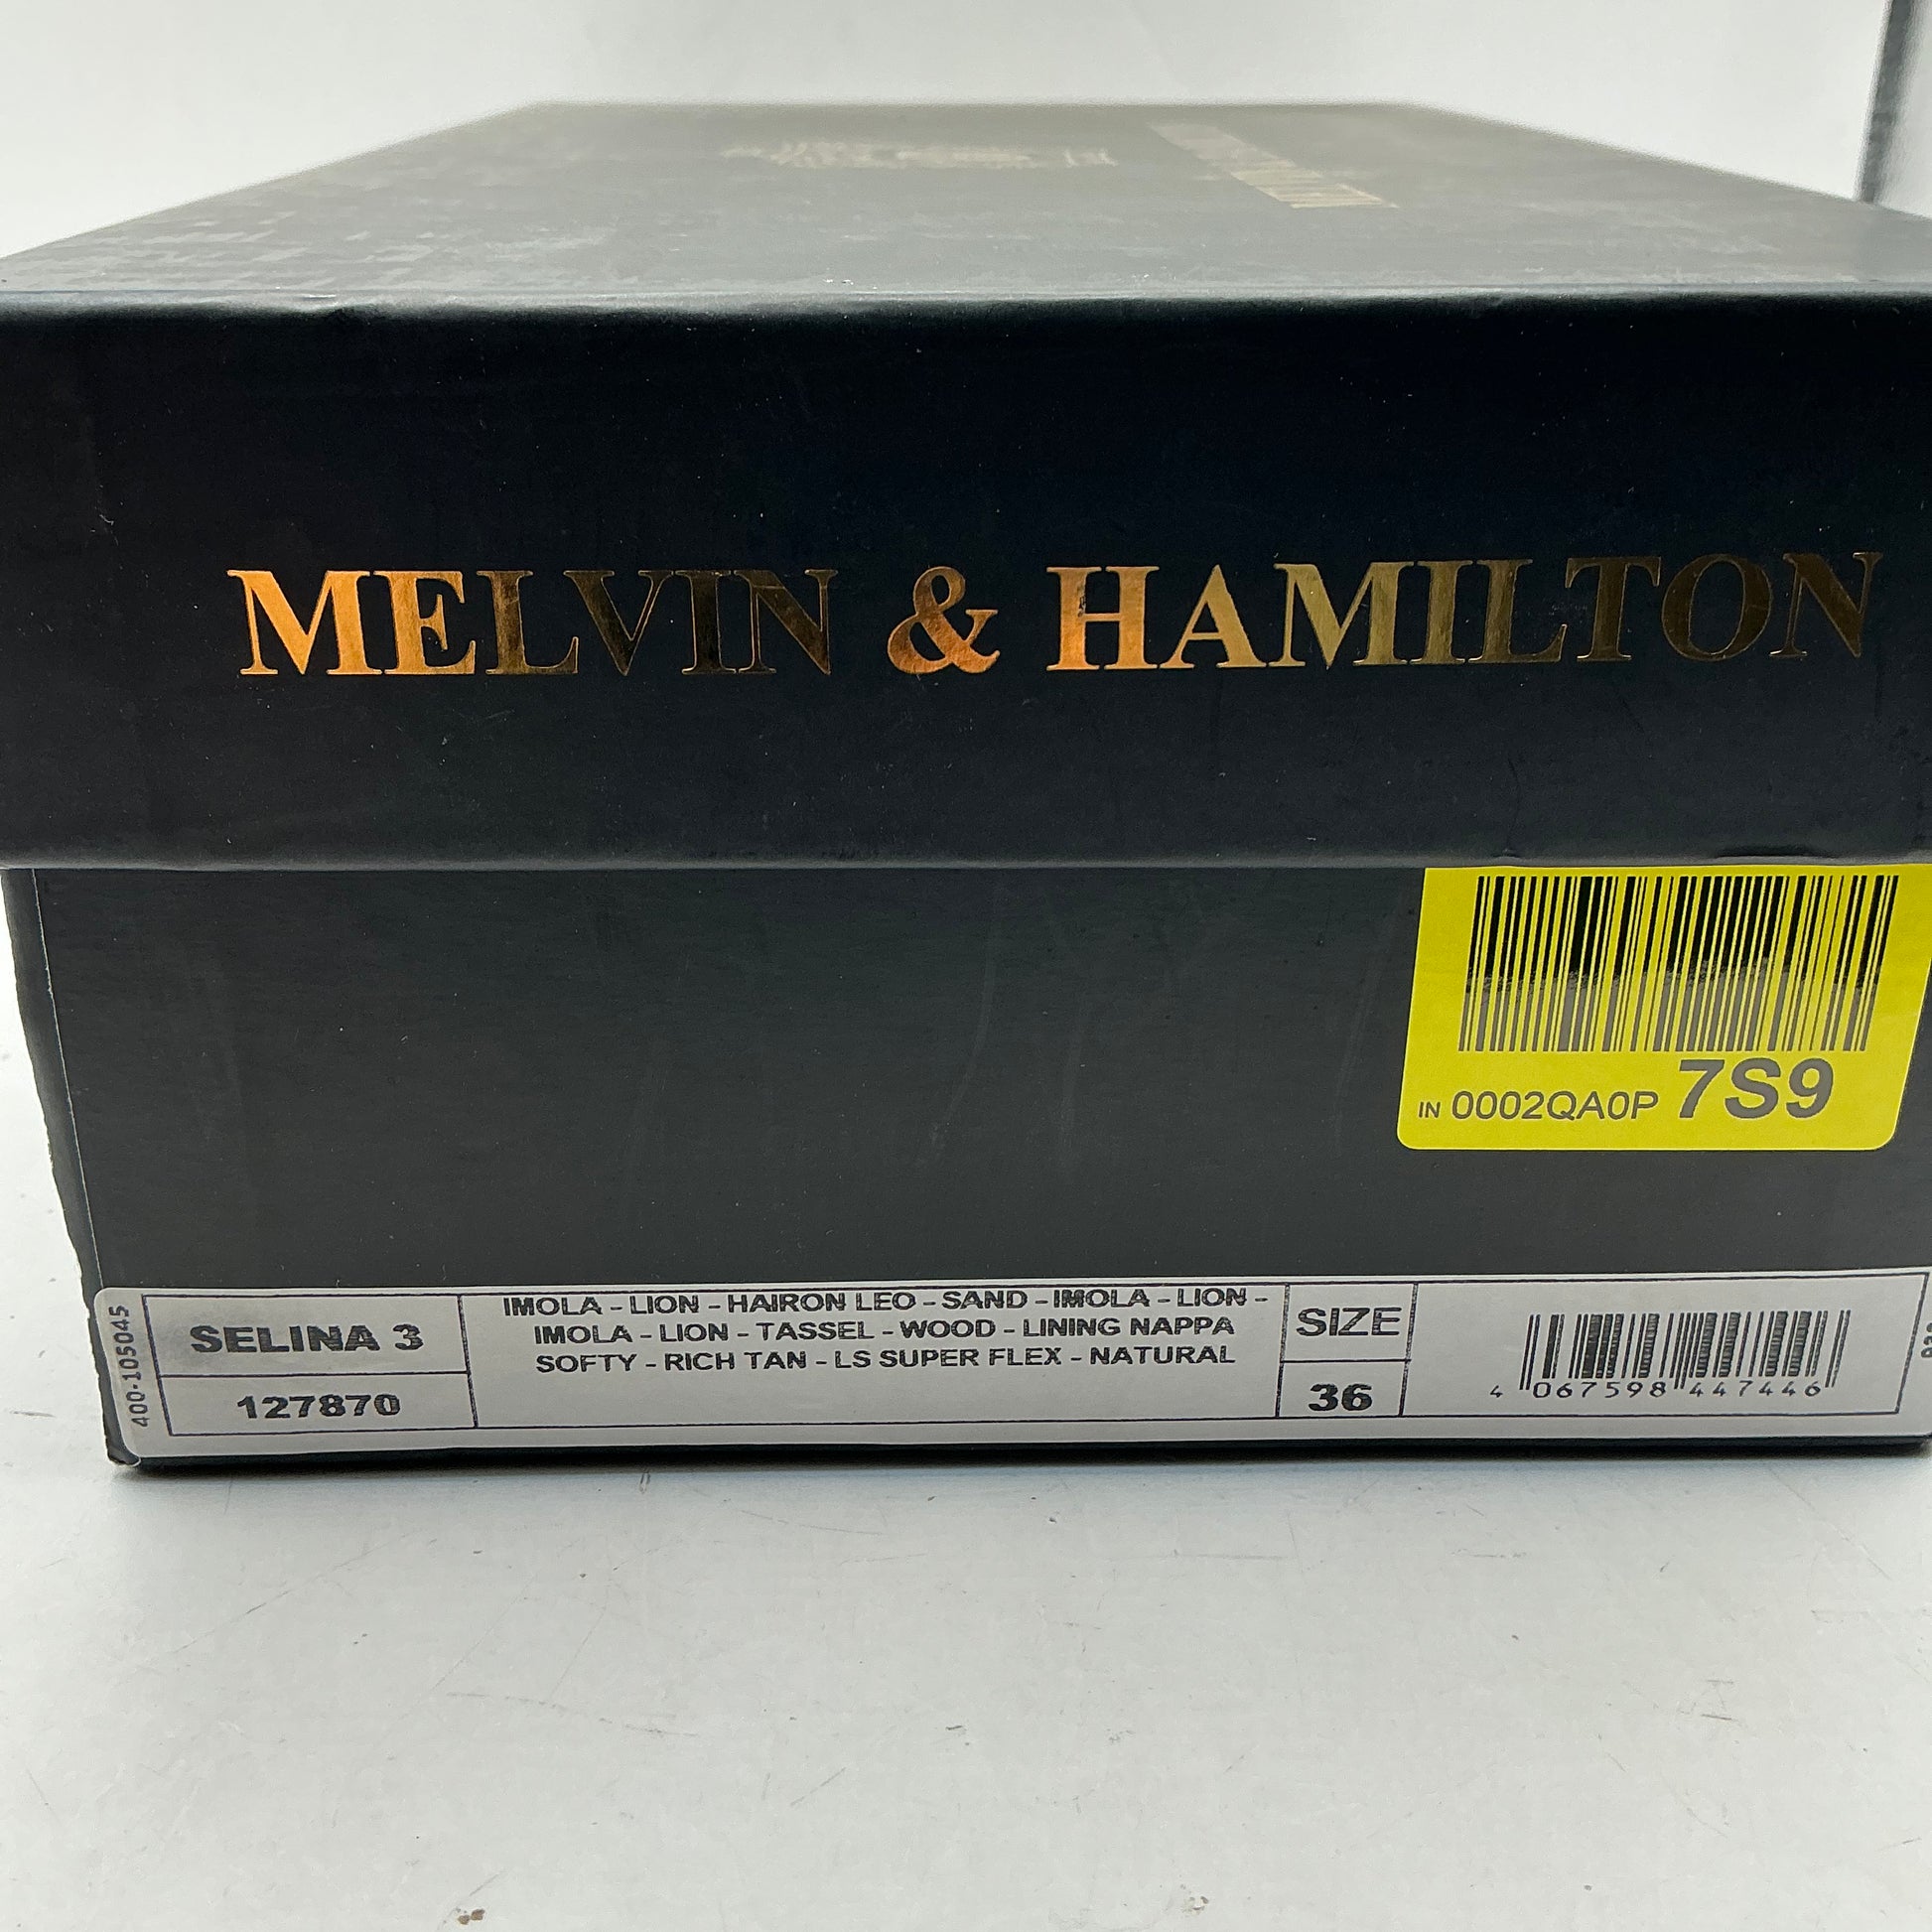 MELVIN & HAMILTON
IN 0002QA0P 7S9
400-105045
SELINA 3
127870
IMOLA - LION - HAIRON LEO - SAND - IMOLA - LION -
IMOLA - LION - TASSEL - WOOD - LINING NAPPA
SOFTY - RICH TAN - LS SUPER FLEX - NATURAL
SIZE
36
4 067598 447446